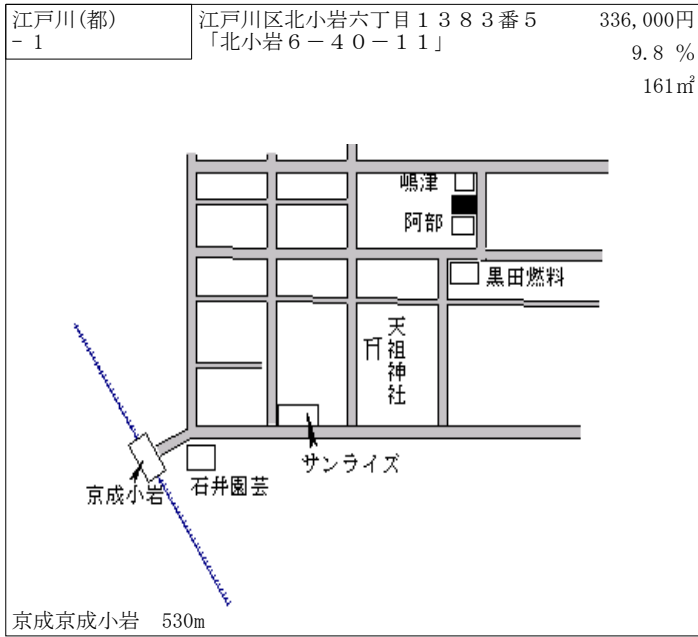 江戸川(都)
- 1
江戸川区北小岩六丁目１３８３番５
「北小岩６－４０－１１」
336,000円
9.8 %
161㎡
嶋津
阿部
黒田燃料
天祖神社
サンライズ
石井園芸
京成小岩
京成京成小岩 530m